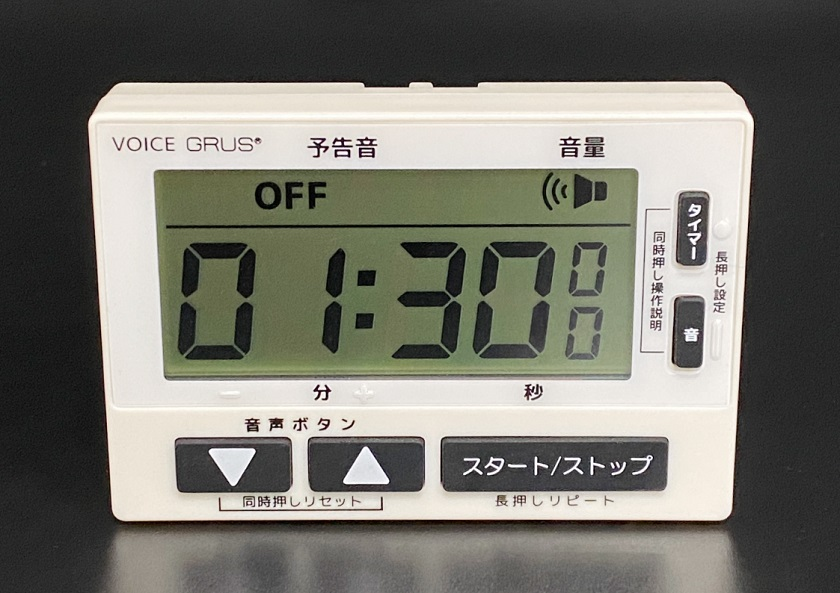 VOICE GRUS®
予告音
音量
OFF
01:30 00
分
秒
タイマー
同時押し操作説明
長押し設定
音
音声ボタン
▼
▲
スタート/ストップ
同時押しリセット
長押しリピート